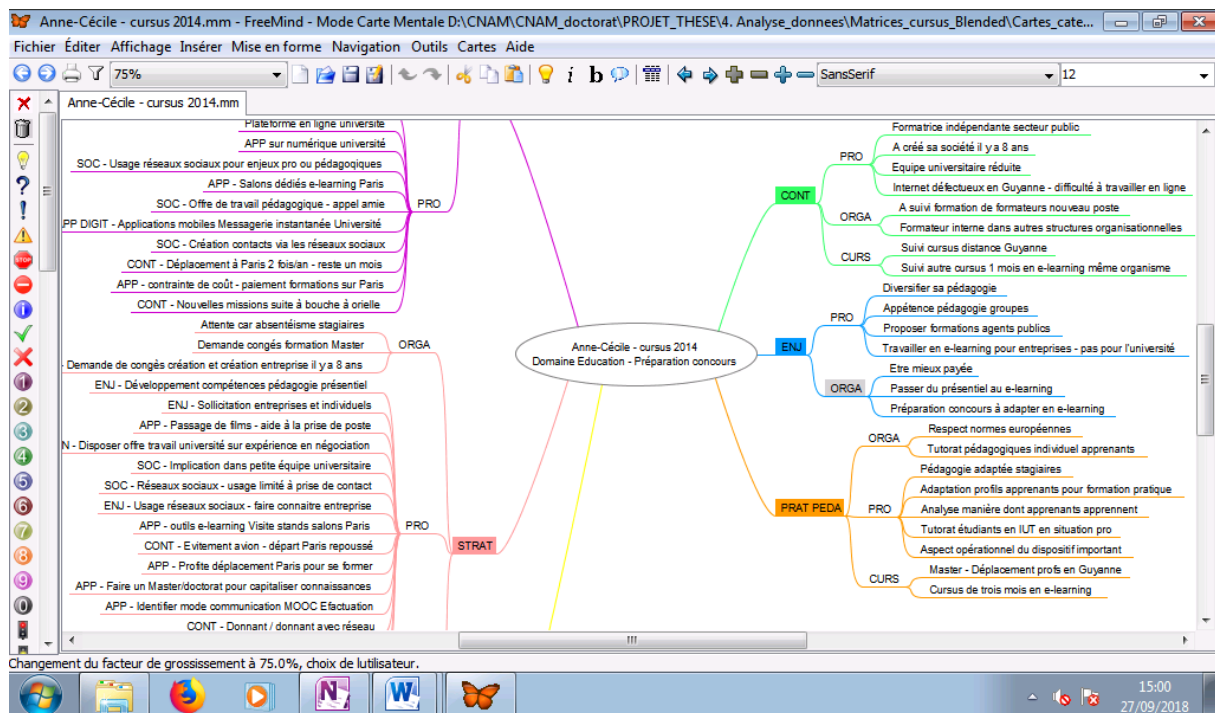 Anne-Cécile - cursus 2014.mm - FreeMind - Mode Carte Mentale D:\CNAM\CNAM_doctorat\PROJET_THESE\4. Analyse_donnees\Matrices_cursus_Blended\Cartes_cate...
Fichier Éditer Affichage Insérer Mise en forme Navigation Outils Cartes Aide
75%
SansSerif
12
Anne-Cécile - cursus 2014.mm
Plateforme en ligne université
APP sur numérique université
SOC - Usage réseaux sociaux pour enjeux pro ou pédagogiques
APP - Salons dédiés e-learning Paris
SOC - Offre de travail pédagogique - appel amie
PRO
PP DIGIT - Applications mobiles Messagerie instantanée Université
SOC - Création contacts via les réseaux sociaux
CONT - Déplacement à Paris 2 fois/an - reste un mois
APP - contrainte de coût - paiement formations sur Paris
CONT - Nouvelles missions suite à bouche à orielle
Attente car absentéisme stagiaires
Demande congés formation Master
ORGA
- Demande de congés création et création entreprise il y a 8 ans
ENJ - Développement compétences pédagogie présentiel
ENJ - Sollicitation entreprises et individuels
APP - Passage de films - aide à la prise de poste
N - Disposer offre travail université sur expérience en négociation
SOC - Implication dans petite équipe universitaire
SOC - Réseaux sociaux - usage limité à prise de contact
ENJ - Usage réseaux sociaux - faire connaitre entreprise
APP - outils e-learning Visite stands salons Paris
PRO
CONT - Evitement avion - départ Paris repoussé
STRAT
APP - Profite déplacement Paris pour se former
APP - Faire un Master/doctorat pour capitaliser connaissances
APP - Identifier mode communication MOOC Efactuation
CONT - Donnant / donnant avec réseau
Anne-Cécile - cursus 2014
Domaine Education - Préparation concours
CONT
PRO
Formatrice indépendante secteur public
A créé sa société il y a 8 ans
Equipe universitaire réduite
Internet défectueux en Guyanne - difficulté à travailler en ligne
ORGA
A suivi formation de formateurs nouveau poste
Formateur interne dans autres structures organisationnelles
CURS
Suivi cursus distance Guyanne
Suivi autre cursus 1 mois en e-learning même organisme
ENJ
PRO
Diversifier sa pédagogie
Appétence pédagogie groupes
Proposer formations agents publics
Travailler en e-learning pour entreprises - pas pour l'université
ORGA
Etre mieux payée
Passer du présentiel au e-learning
Préparation concours à adapter en e-learning
PRAT PEDA
ORGA
Respect normes européennes
Tutorat pédagogiques individuel apprenants
PRO
Pédagogie adaptée stagiaires
Adaptation profils apprenants pour formation pratique
Analyse manière dont apprenants apprennent
Tutorat étudiants en IUT en situation pro
Aspect opérationnel du dispositif important
CURS
Master - Déplacement profs en Guyanne
Cursus de trois mois en e-learning
Changement du facteur de grossissement à 75.0%, choix de lutilisateur.
15:00
27/09/2018